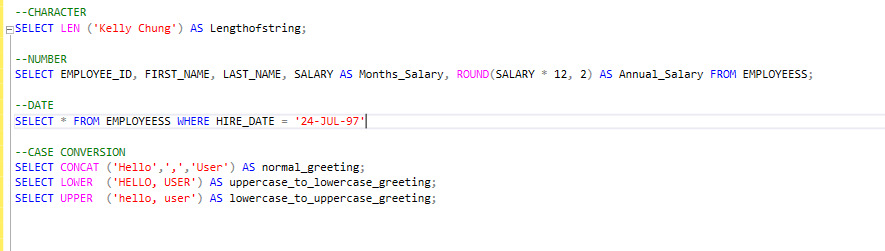 --CHARACTER
SELECT LEN ('Kelly Chung') AS Lengthofstring;
--NUMBER
SELECT EMPLOYEE_ID, FIRST_NAME, LAST_NAME, SALARY AS Months_Salary, ROUND(SALARY * 12, 2) AS Annual_Salary FROM EMPLOYEESS;
--DATE
SELECT * FROM EMPLOYEESS WHERE HIRE_DATE = '24-JUL-97'
--CASE CONVERSION
SELECT CONCAT ('Hello',',','User') AS normal_greeting;
SELECT LOWER  ('HELLO, USER') AS uppercase_to_lowercase_greeting;
SELECT UPPER  ('hello, user') AS lowercase_to_uppercase_greeting;